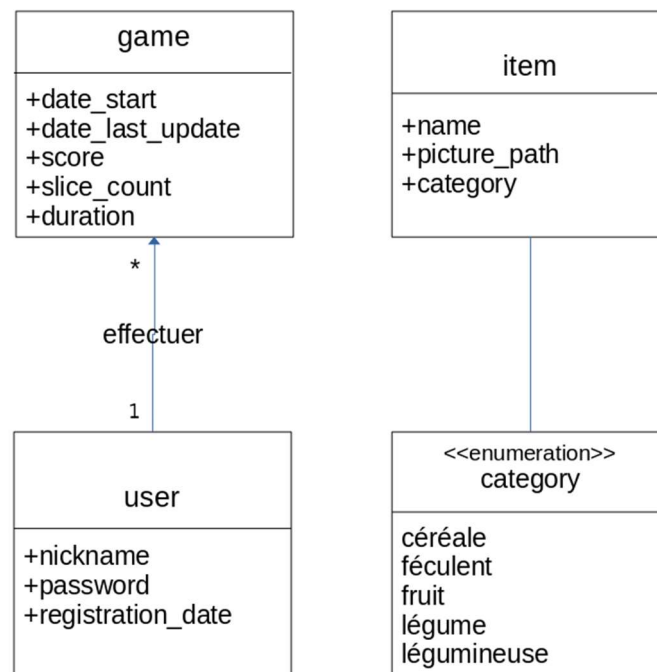 game
+date_start
+date_last_update
+score
+slice_count
+duration
*
effectuer
1
user
+nickname
+password
+registration_date
item
+name
+picture_path
+category
<<enumeration>>
category
céréale
féculent
fruit
légume
légumineuse